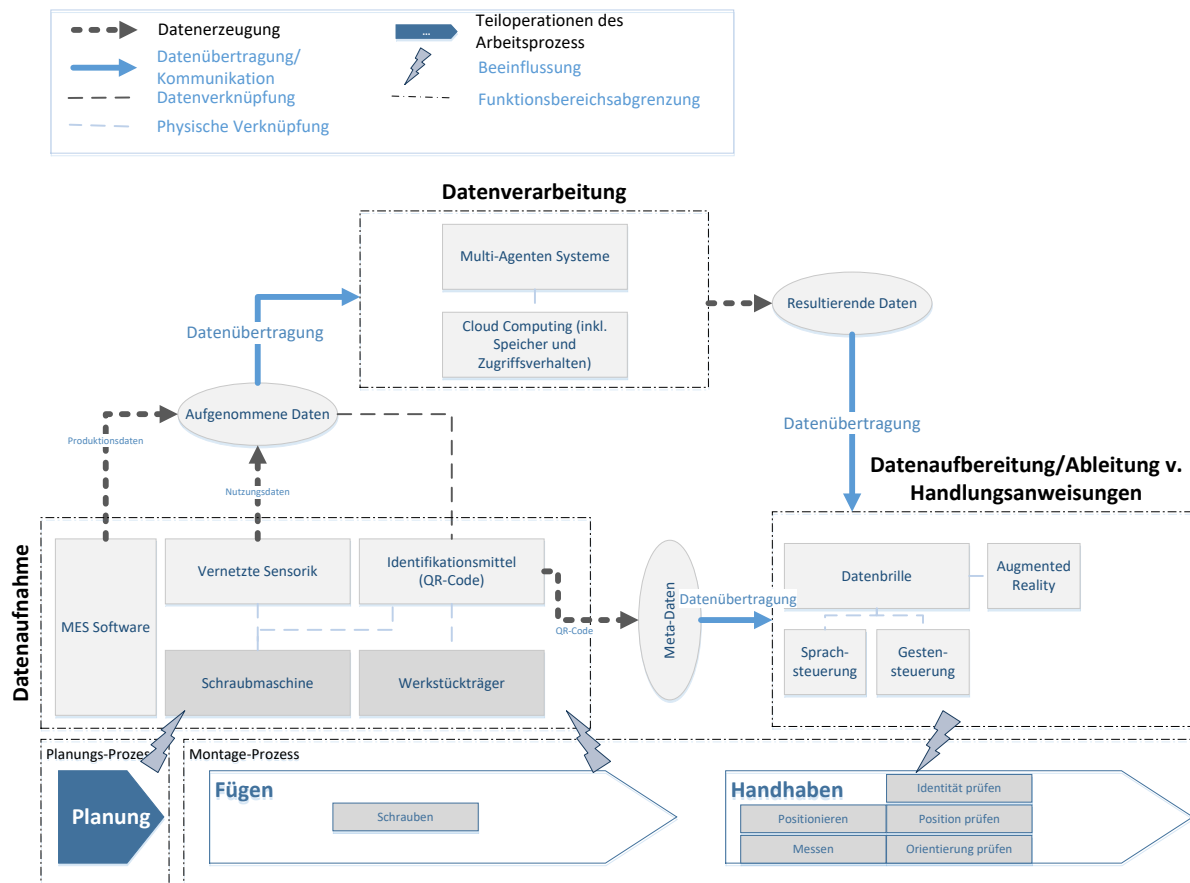 Datenerzeugung
Datenübertragung/
Kommunikation
Datenverknüpfung
Physische Verknüpfung
...
Teiloperationen des
Arbeitsprozess
Beeinflussung
Funktionsbereichsabgrenzung
Datenverarbeitung
Multi-Agenten Systeme
Cloud Computing (inkl.
Speicher und
Zugriffsverhalten)
Resultierende Daten
Datenübertragung
Aufgenommene Daten
Produktionsdaten
Nutzungsdaten
Datenübertragung
Datenaufbereitung/Ableitung v.
Handlungsanweisungen
Datenaufnahme
MES Software
Vernetzte Sensorik
Identifikationsmittel
(QR-Code)
Schraubmaschine
Werkstückträger
QR-Code
Meta-Daten
Datenübertragung
Datenbrille
Augmented
Reality
Sprach-
steuerung
Gesten-
steuerung
Planungs-Prozes
Montage-Prozess
Planung
Fügen
Schrauben
Handhaben
Identität prüfen
Positionieren
Position prüfen
Messen
Orientierung prüfen